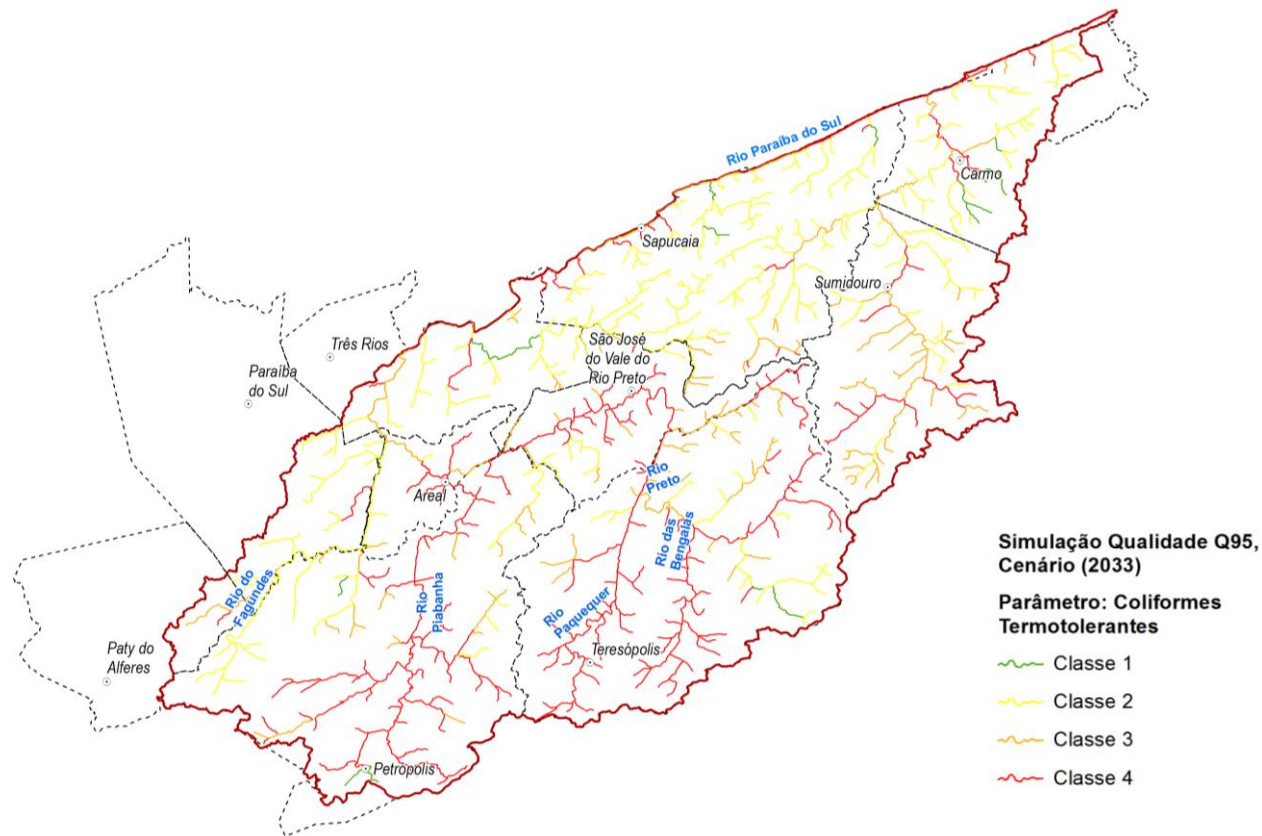 Rio Paraíba do Sul
Carmo
Sapucaia
Sumidouro
Três Rios
São José
do Vale do
Rio Preto
Paraíba
do Sul
Areal
Rio
Preto
Rio das
Bengalas
Rio do
Fagundes
Rio
Piabanha
Rio
Paquequer
Paty do
Alferes
Teresópolis
Petrópolis
Simulação Qualidade Q95,
Cenário (2033)
Parâmetro: Coliformes
Termotolerantes
Classe 1
Classe 2
Classe 3
Classe 4